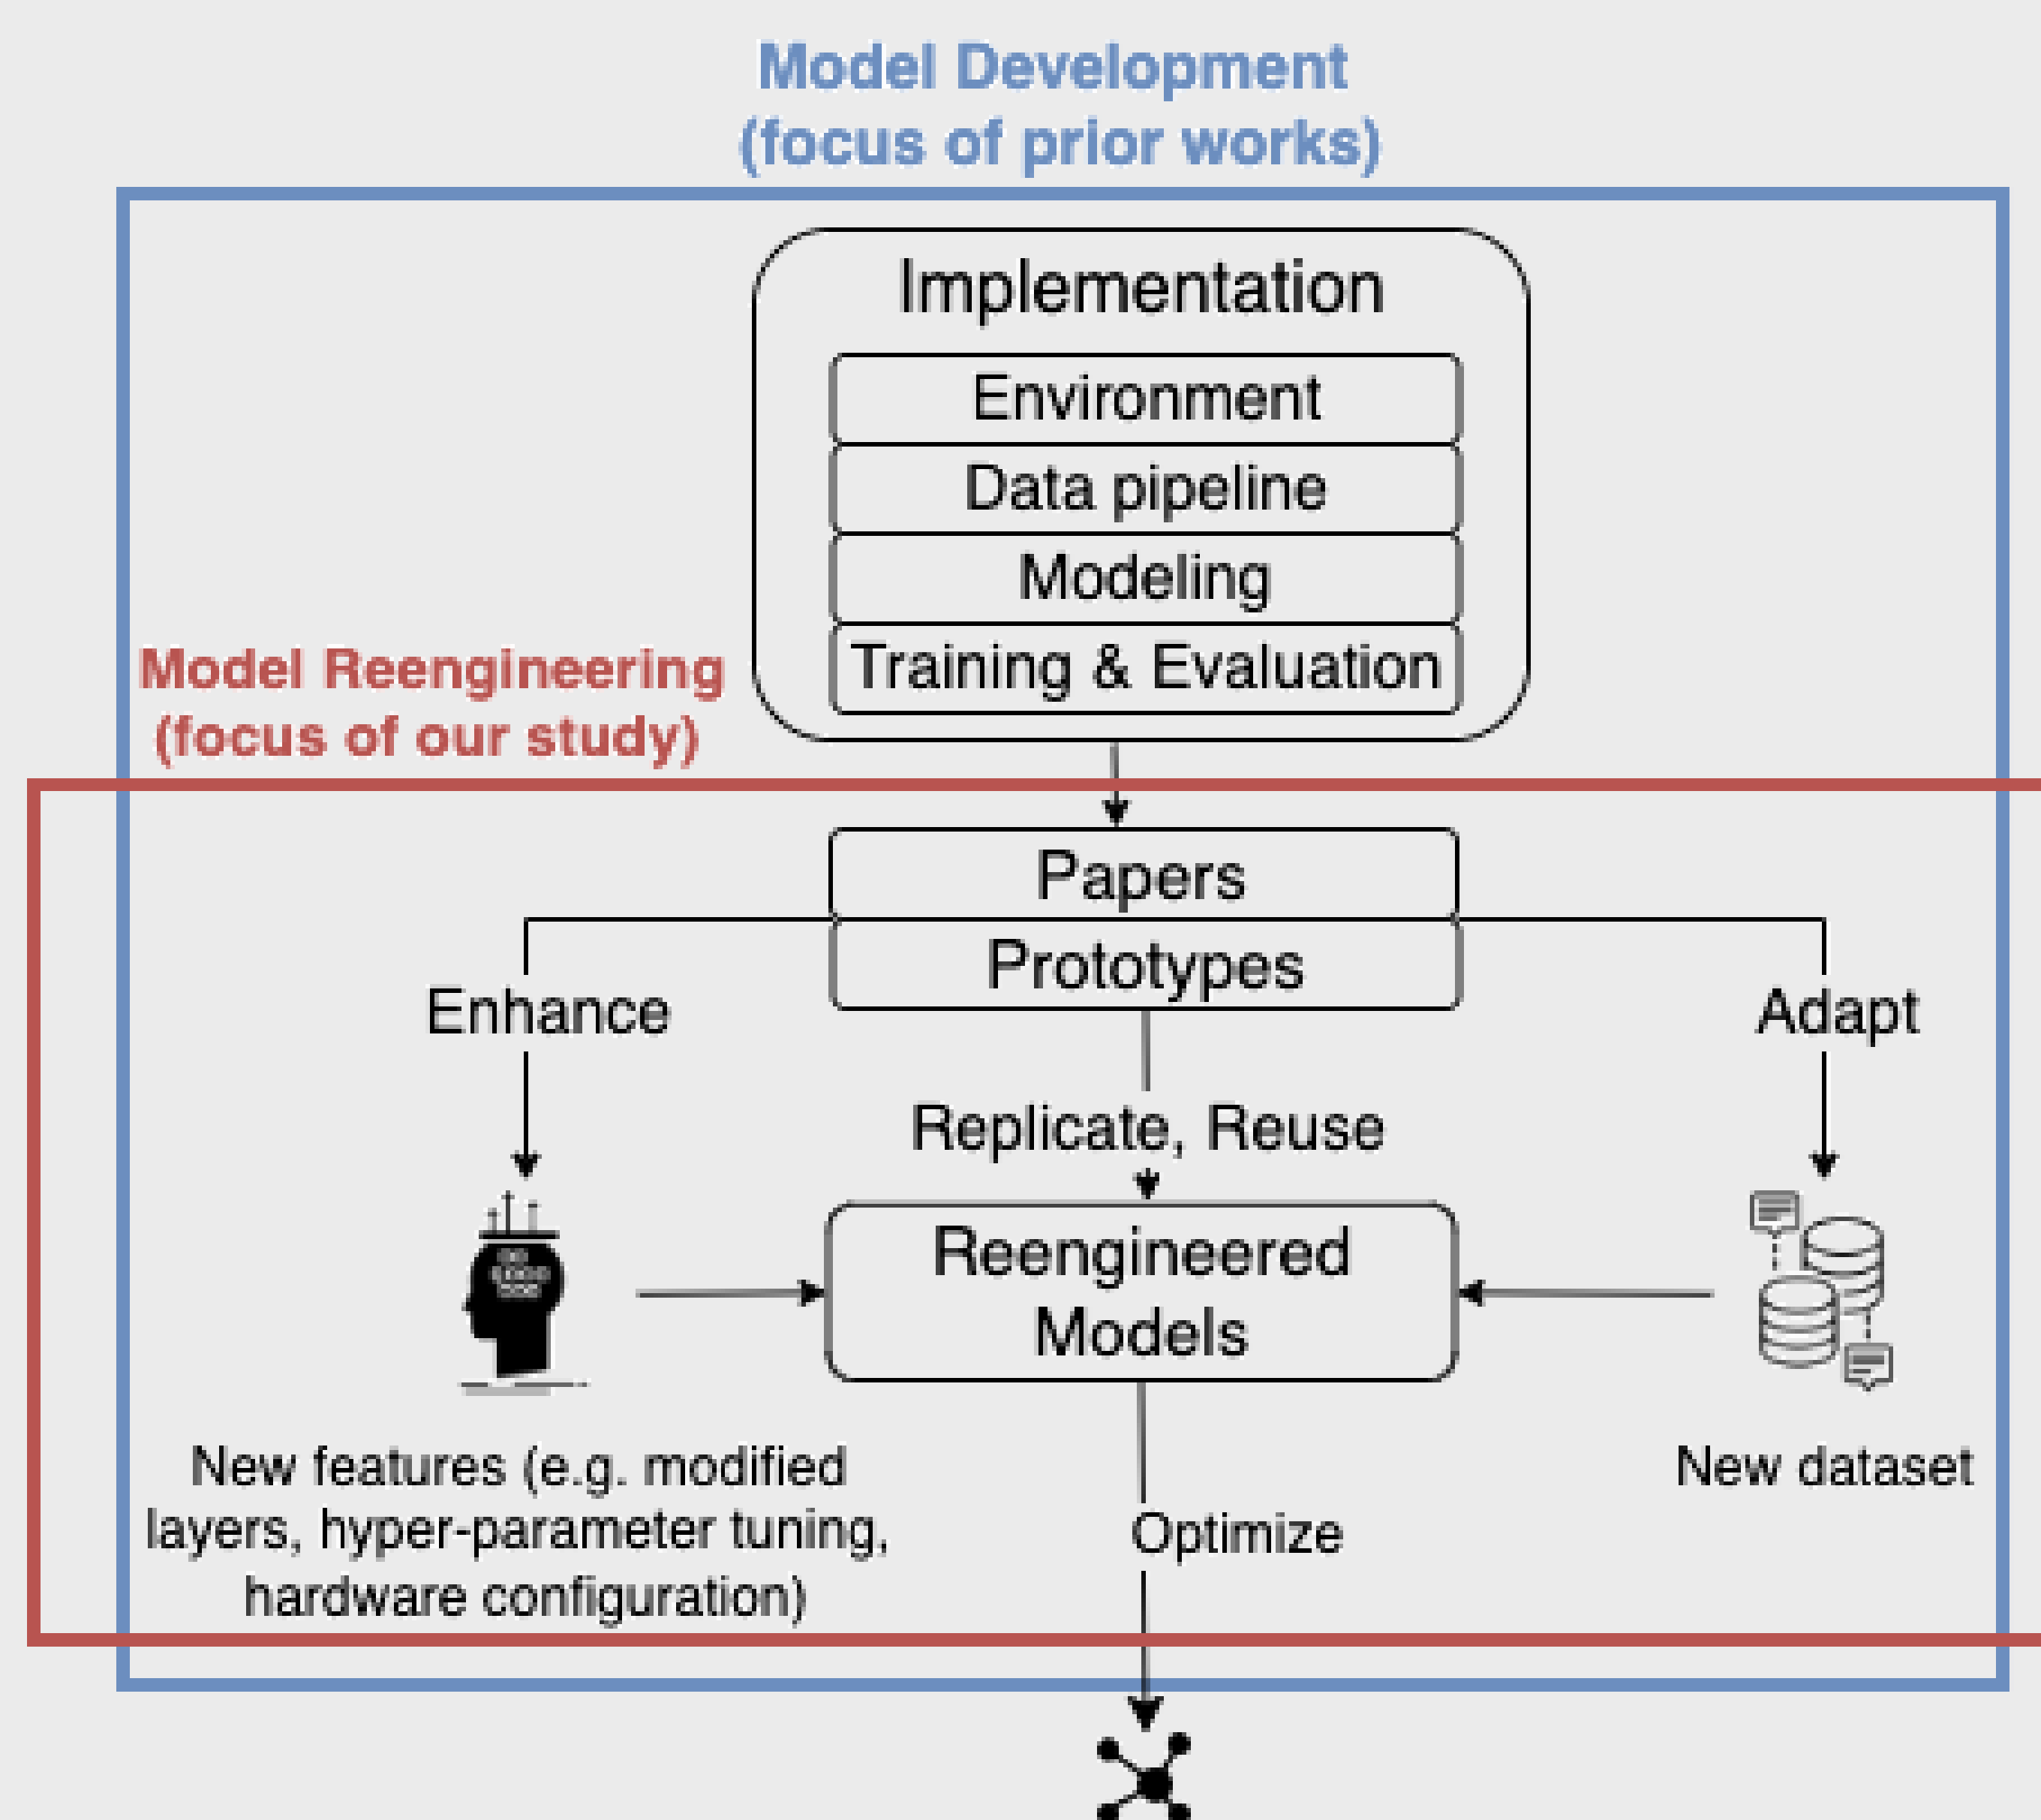 Model Development
(focus of prior works)
Implementation
Environment
Data pipeline
Modeling
Training & Evaluation
Model Reengineering
(focus of our study)
Papers
Prototypes
Enhance
Adapt
Replicate, Reuse
Reengineered
Models
New features (e.g. modified
layers, hyper-parameter tuning,
hardware configuration)
New dataset
Optimize